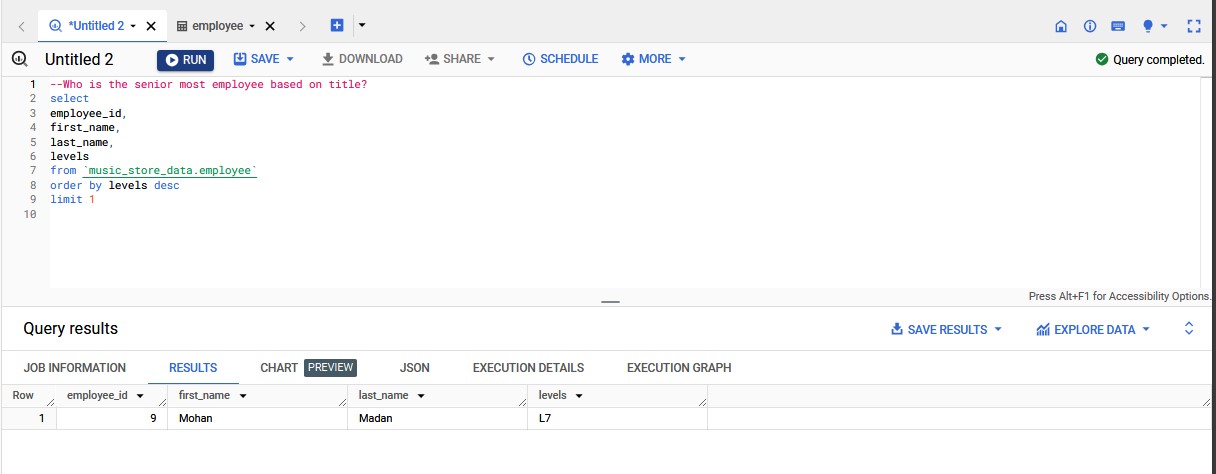 *Untitled 2 employee
Untitled 2 RUN SAVE DOWNLOAD SHARE SCHEDULE MORE Query completed.
1 --Who is the senior most employee based on title?
2 select
3 employee_id,
4 first_name,
5 last_name,
6 levels
7 from `music_store_data.employee`
8 order by levels desc
9 limit 1
10
Press Alt+F1 for Accessibility Options.
Query results SAVE RESULTS EXPLORE DATA
JOB INFORMATION RESULTS CHART PREVIEW JSON EXECUTION DETAILS EXECUTION GRAPH
Row employee_id first_name last_name levels
1 9 Mohan Madan L7